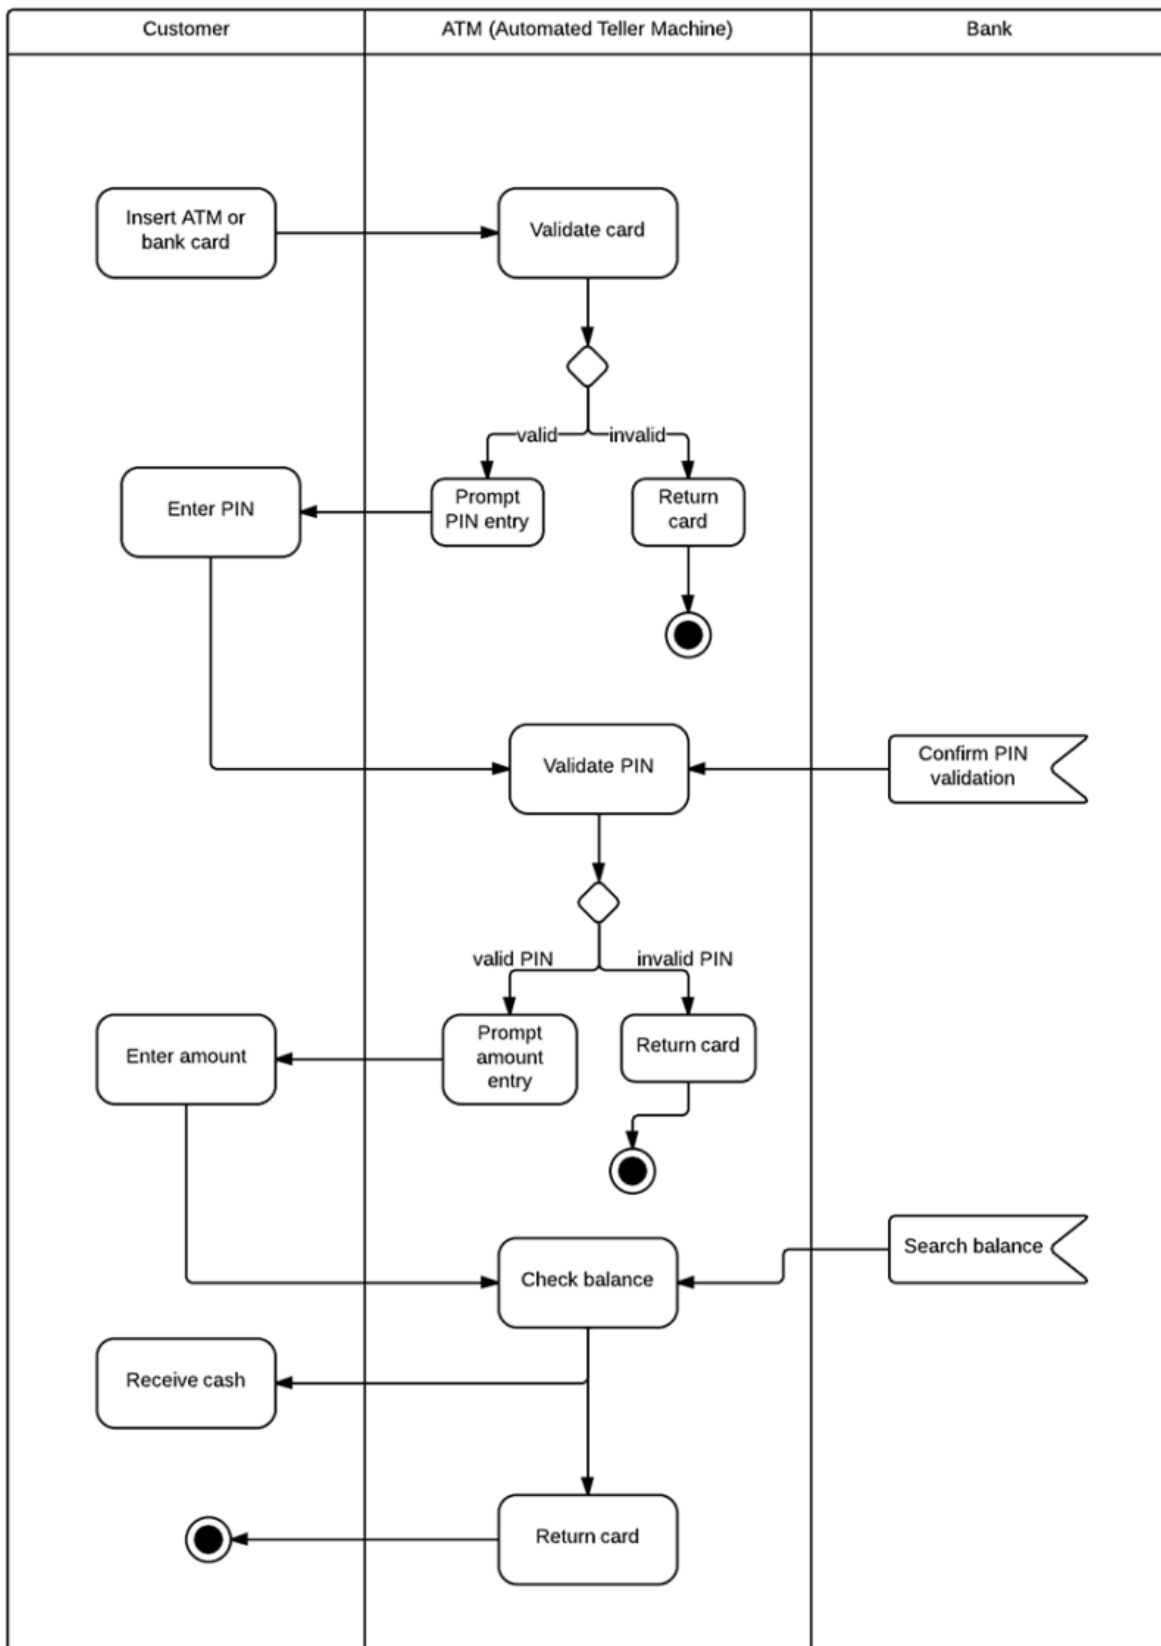 Customer
ATM (Automated Teller Machine)
Bank
Insert ATM or
bank card
Validate card
valid
invalid
Enter PIN
Prompt
PIN entry
Return
card
Validate PIN
Confirm PIN
validation
valid PIN
invalid PIN
Enter amount
Prompt
amount
entry
Return card
Search balance
Check balance
Receive cash
Return card